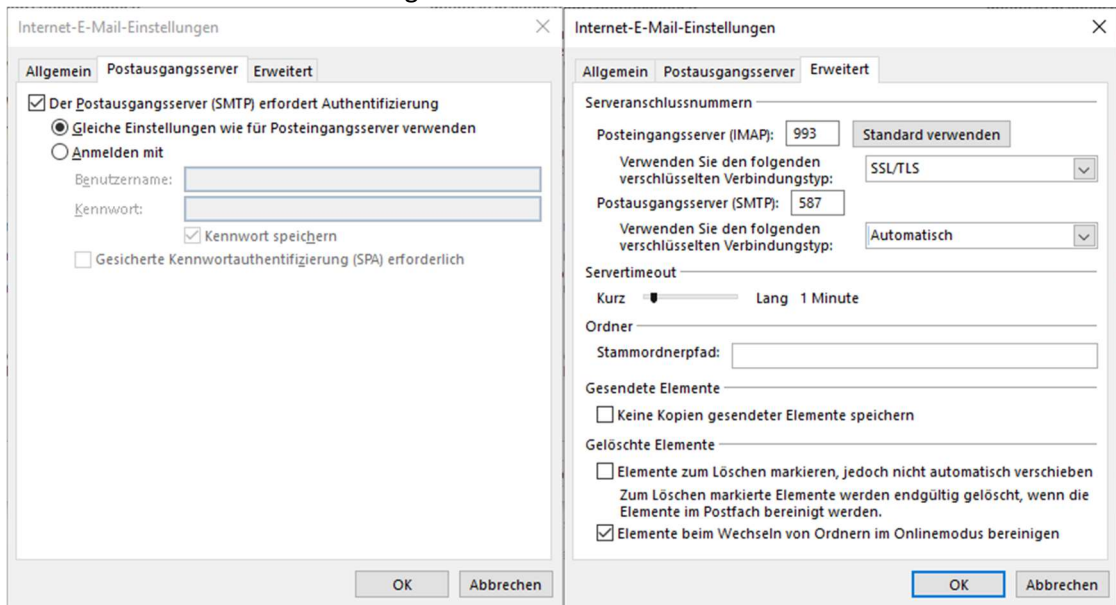 Internet-E-Mail-Einstellungen
Allgemein Postausgangsserver Erweitert
Der Postausgangsserver (SMTP) erfordert Authentifizierung
Gleiche Einstellungen wie für Posteingangsserver verwenden
Anmelden mit
Benutzername:
Kennwort:
Kennwort speichern
Gesicherte Kennwortauthentifizierung (SPA) erforderlich
OK Abbrechen
Internet-E-Mail-Einstellungen
Allgemein Postausgangsserver Erweitert
Serveranschlussnummern
Posteingangsserver (IMAP): 993 Standard verwenden
Verwenden Sie den folgenden
verschlüsselten Verbindungstyp: SSL/TLS
Postausgangsserver (SMTP): 587
Verwenden Sie den folgenden
verschlüsselten Verbindungstyp: Automatisch
Servertimeout
Kurz Lang 1 Minute
Ordner
Stammordnerpfad:
Gesendete Elemente
Keine Kopien gesendeter Elemente speichern
Gelöschte Elemente
Elemente zum Löschen markieren, jedoch nicht automatisch verschieben
Zum Löschen markierte Elemente werden endgültig gelöscht, wenn die
Elemente im Postfach bereinigt werden.
Elemente beim Wechseln von Ordnern im Onlinemodus bereinigen
OK Abbrechen